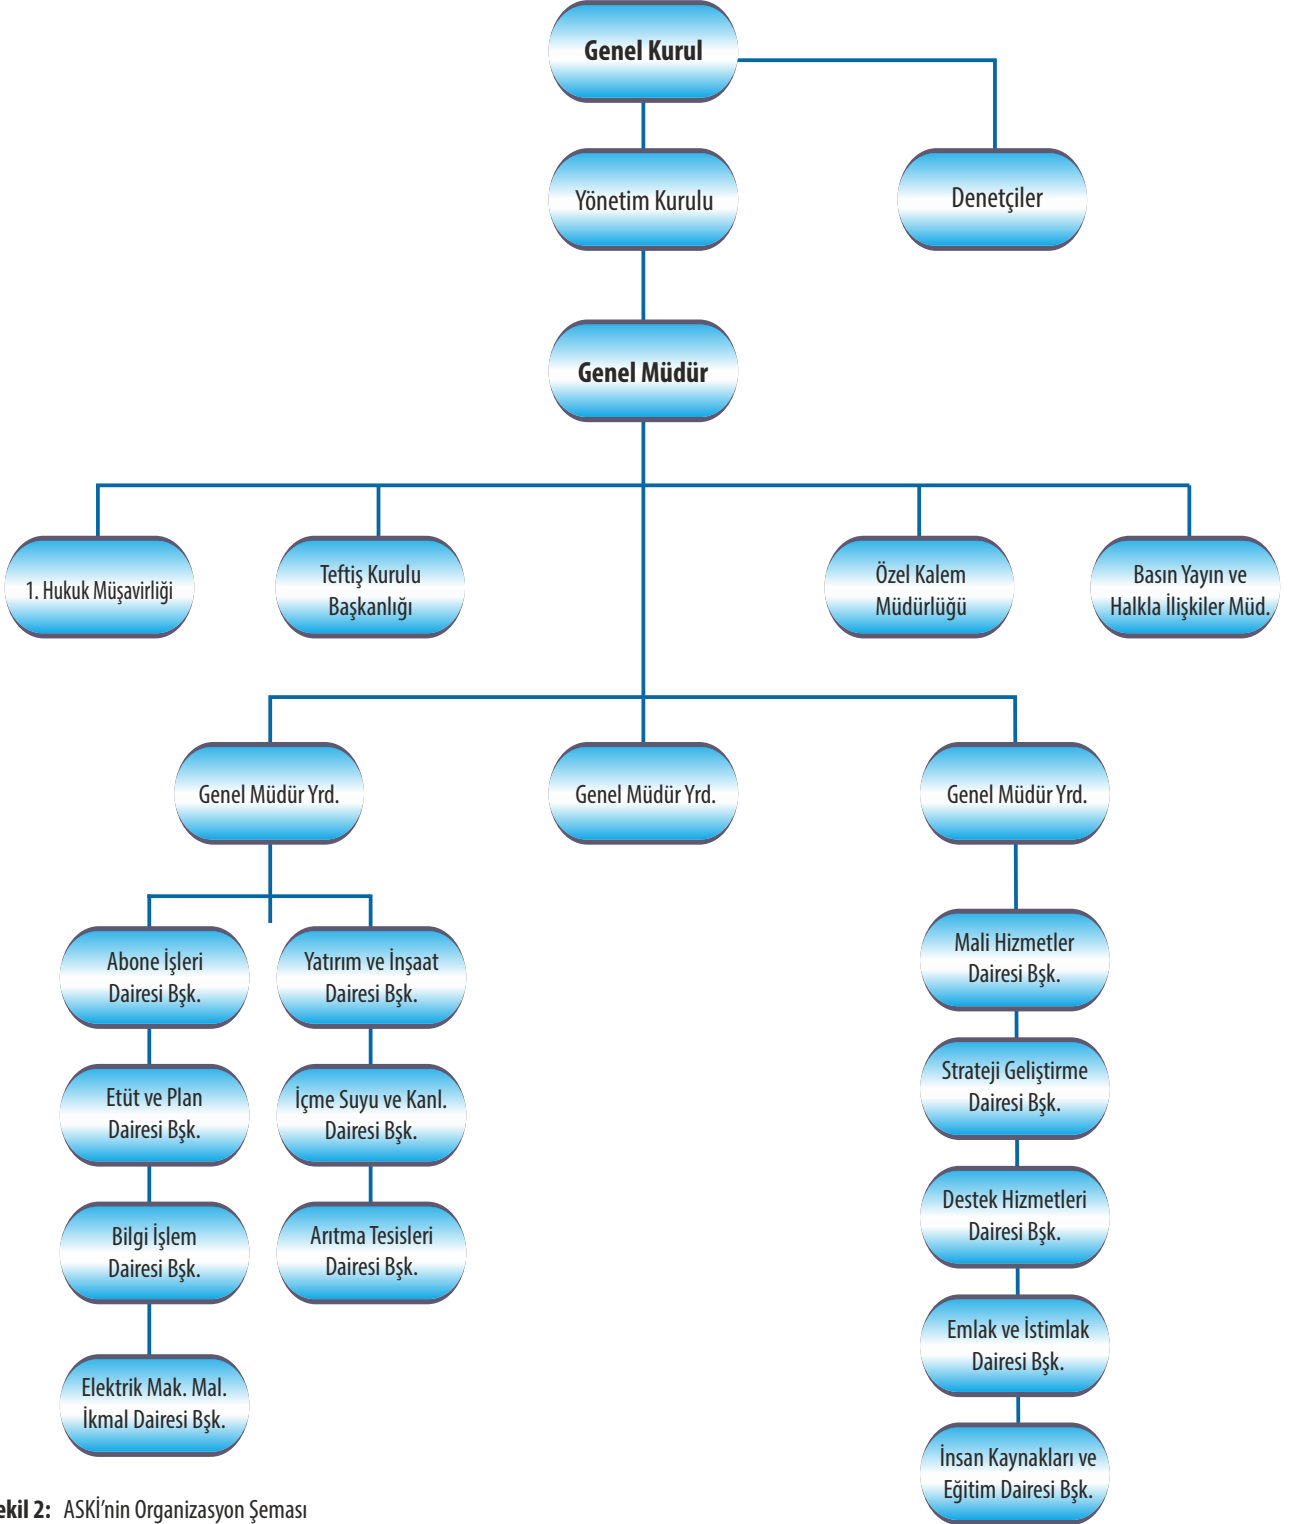 Genel Kurul
Yönetim Kurulu
Denetçiler
Genel Müdür
1. Hukuk Müşavirliği
Teftiş Kurulu
Başkanlığı
Özel Kalem
Müdürlüğü
Basın Yayın ve
Halkla İlişkiler Müd.
Genel Müdür Yrd.
Genel Müdür Yrd.
Genel Müdür Yrd.
Abone İşleri
Dairesi Bşk.
Etüt ve Plan
Dairesi Bşk.
Bilgi İşlem
Dairesi Bşk.
Elektrik Mak. Mal.
İkmal Dairesi Bşk.
Yatırım ve İnşaat
Dairesi Bşk.
İçme Suyu ve Kanl.
Dairesi Bşk.
Arıtma Tesisleri
Dairesi Bşk.
Mali Hizmetler
Dairesi Bşk.
Strateji Geliştirme
Dairesi Bşk.
Destek Hizmetleri
Dairesi Bşk.
Emlak ve İstimlak
Dairesi Bşk.
İnsan Kaynakları ve
Eğitim Dairesi Bşk.
ekil 2: ASKİ’nin Organizasyon Şeması